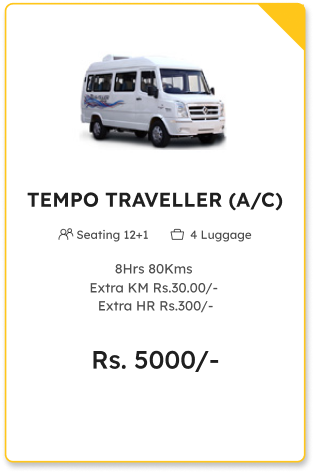 TEMPO TRAVELLER (A/C)
Seating 12+1 4 Luggage
8Hrs 80Kms
Extra KM Rs.30.00/-
Extra HR Rs.300/-
Rs. 5000/-